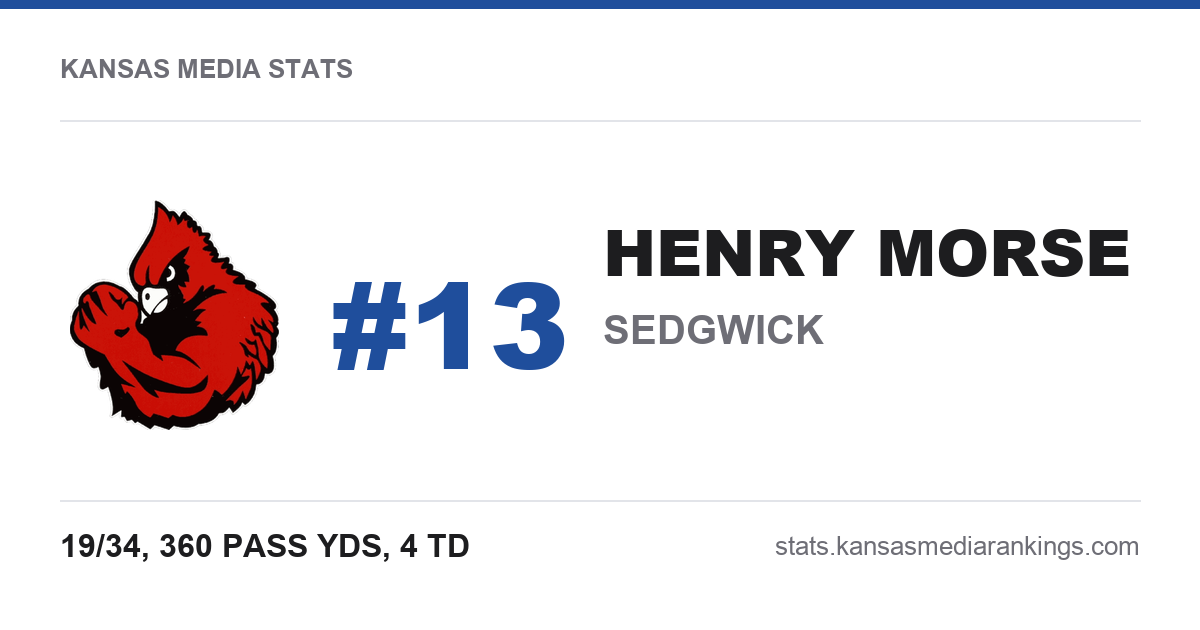 KANSAS MEDIA STATS
#13
HENRY MORSE
SEDGWICK
19/34, 360 PASS YDS, 4 TD
stats.kansasmediarankings.com